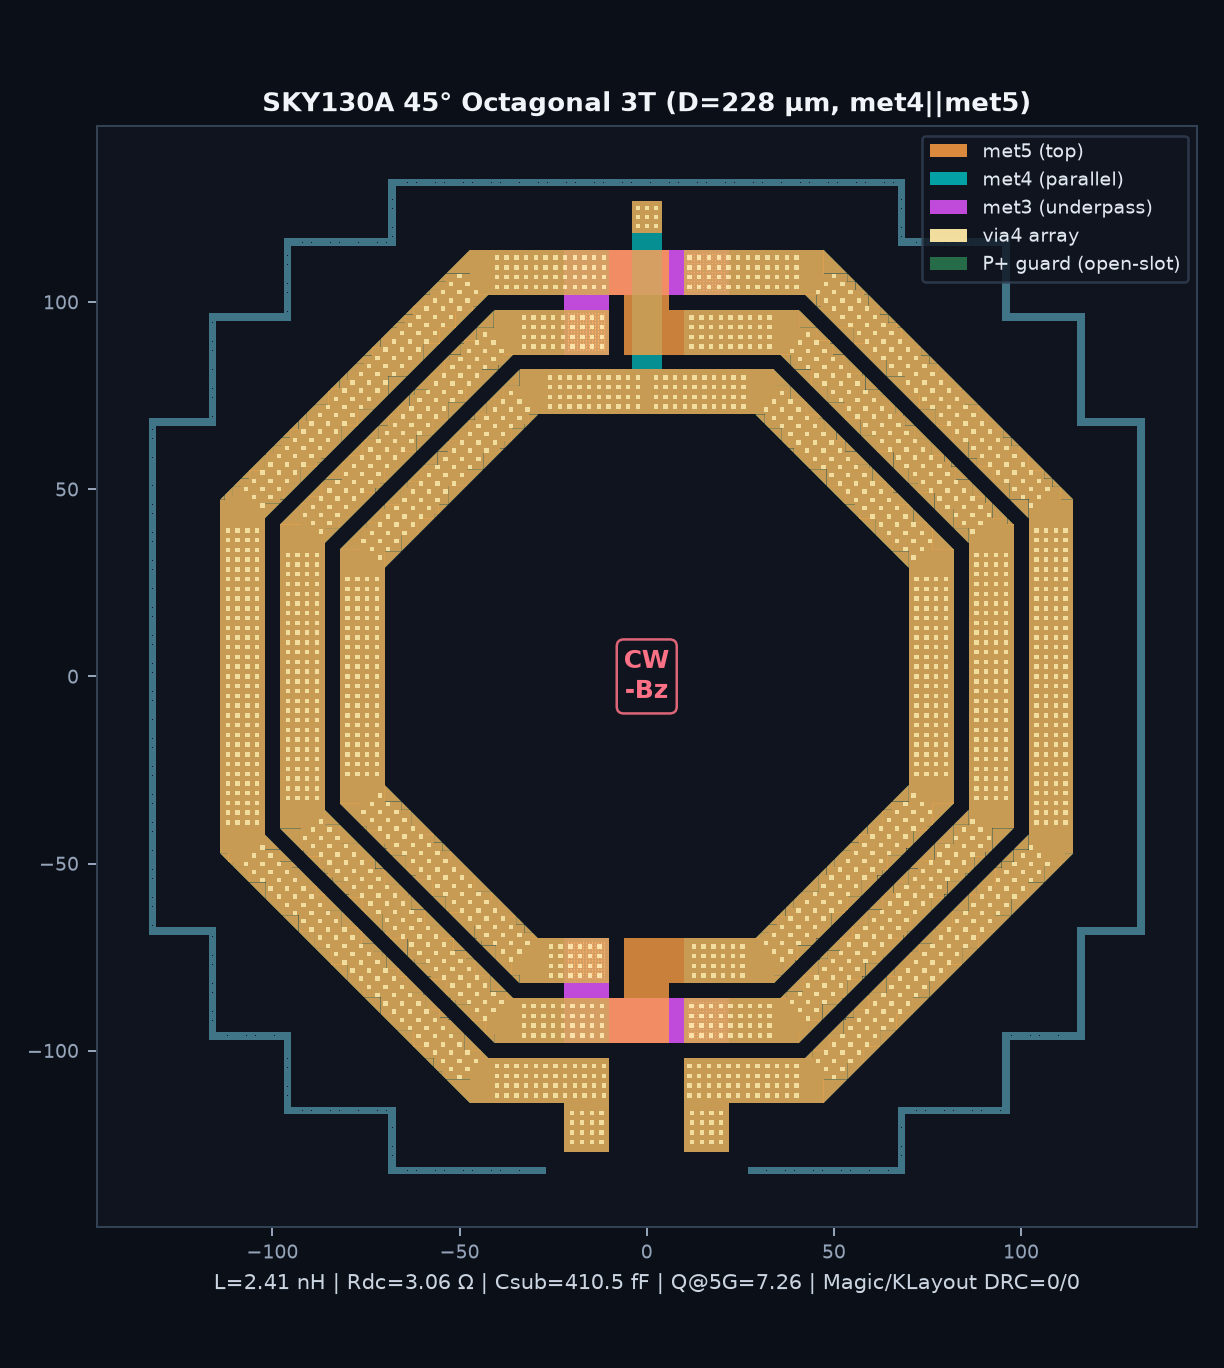 SKY130A 45° Octagonal 3T (D=228 μm, met4||met5)
met5 (top)
met4 (parallel)
met3 (underpass)
via4 array
P+ guard (open-slot)
100
50
0
−50
−100
CW
-Bz
−100
−50
0
50
100
L=2.41 nH | Rdc=3.06 Ω | Csub=410.5 fF | Q@5G=7.26 | Magic/KLayout DRC=0/0